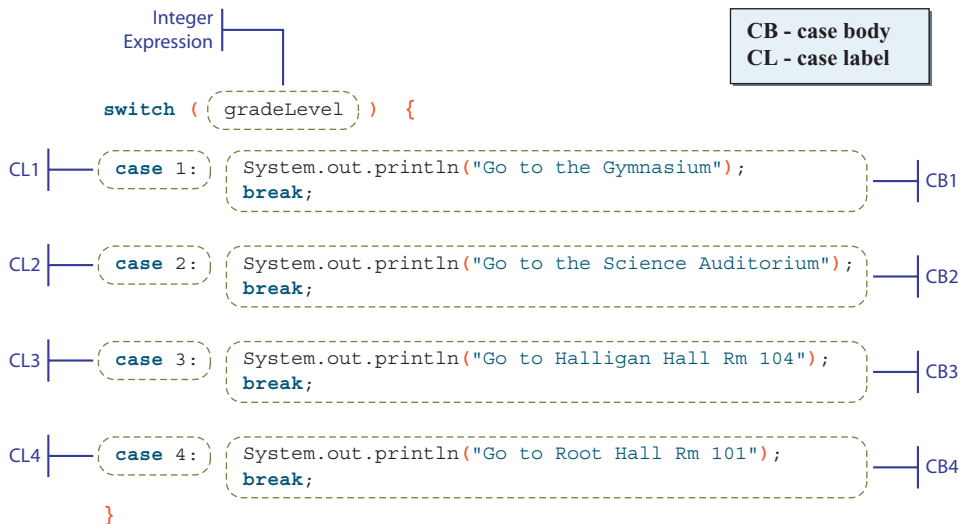 Integer
Expression
CB - case body
CL - case label
switch ( gradeLevel ) {
CL1 case 1: System.out.println("Go to the Gymnasium");
break;
CB1
CL2 case 2: System.out.println("Go to the Science Auditorium");
break;
CB2
CL3 case 3: System.out.println("Go to Halligan Hall Rm 104");
break;
CB3
CL4 case 4: System.out.println("Go to Root Hall Rm 101");
break;
CB4
}